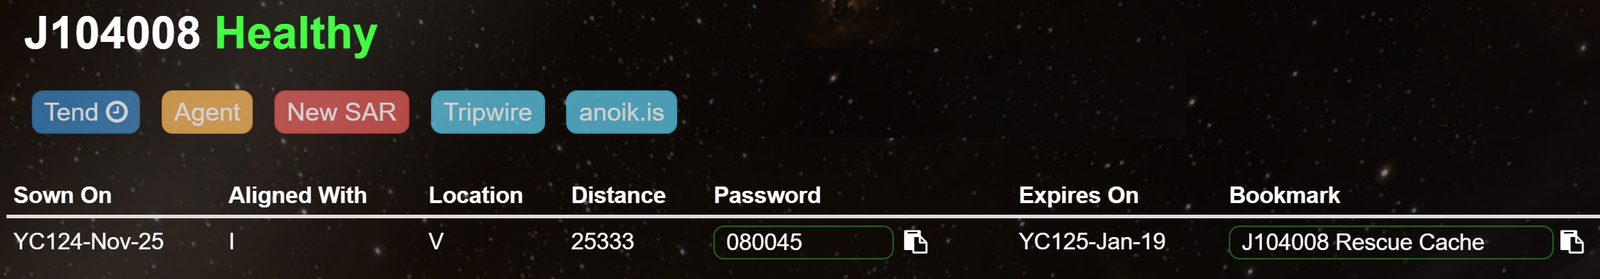 J104008 Healthy
Tend Agent New SAR Tripwire anoik.is
Sown On Aligned With Location Distance Password Expires On Bookmark
YC124-Nov-25 I V 25333 080045 YC125-Jan-19 J104008 Rescue Cache